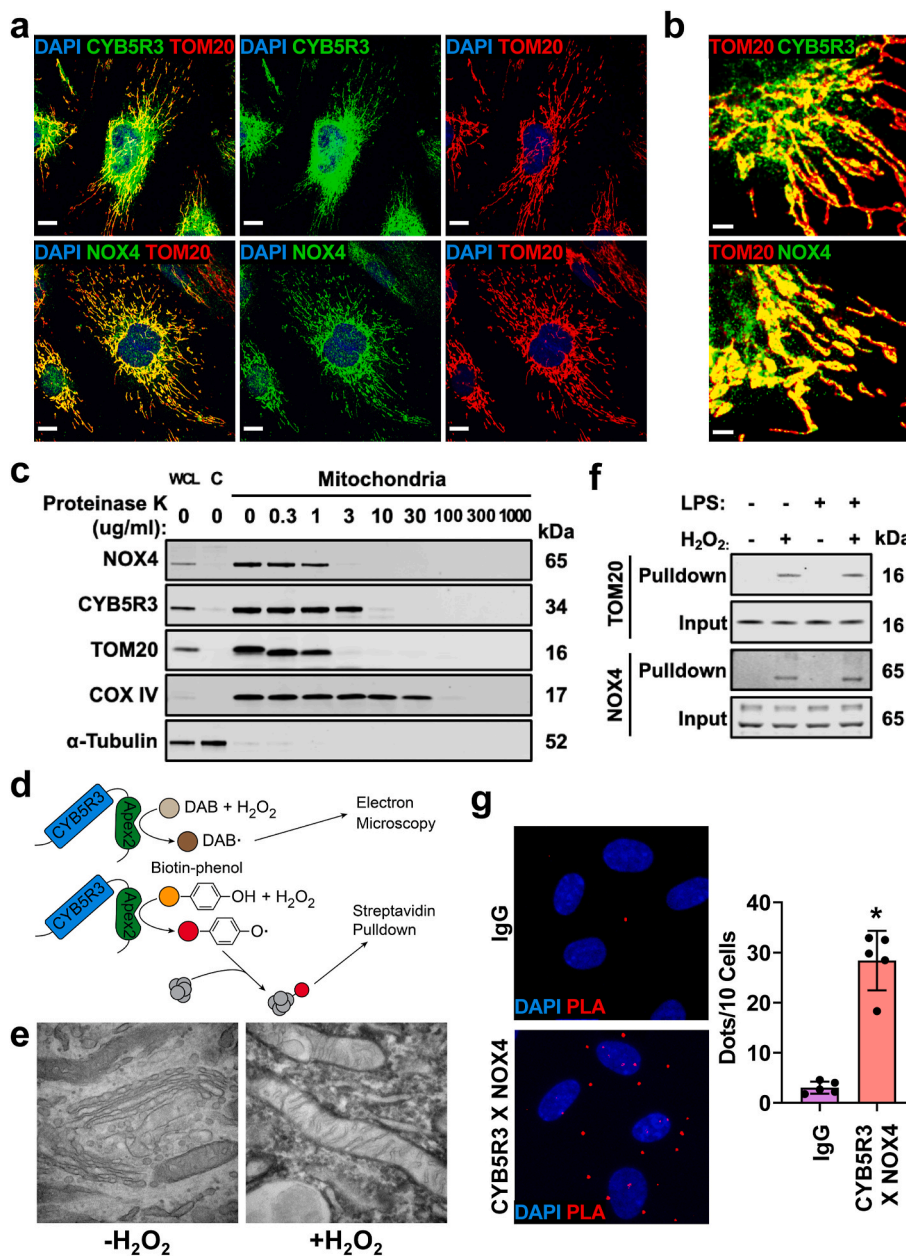 a
DAPI CYB5R3 TOM20
DAPI CYB5R3
DAPI TOM20
DAPI NOX4 TOM20
DAPI NOX4
DAPI TOM20
b
TOM20 CYB5R3
TOM20 NOX4
c
WCL C Mitochondria
Proteinase K
(ug/ml): 0 0 0 0.3 1 3 10 30 100 300 1000 kDa
NOX4 65
CYB5R3 34
TOM20 16
COX IV 17
α-Tubulin 52
f
LPS: - - + +
H₂O₂: - + - + kDa
TOM20
Pulldown 16
Input 16
NOX4
Pulldown 65
Input 65
d
CYB5R3 Apex2 DAB + H₂O₂
DAB·
Electron
Microscopy
Biotin-phenol
CYB5R3 Apex2 OH + H₂O₂
O·
Streptavidin
Pulldown
e
-H₂O₂
+H₂O₂
g
IgG
DAPI PLA
CYB5R3 X NOX4
DAPI PLA
Dots/10 Cells
40
30
20
10
0
*
IgG
CYB5R3
X NOX4